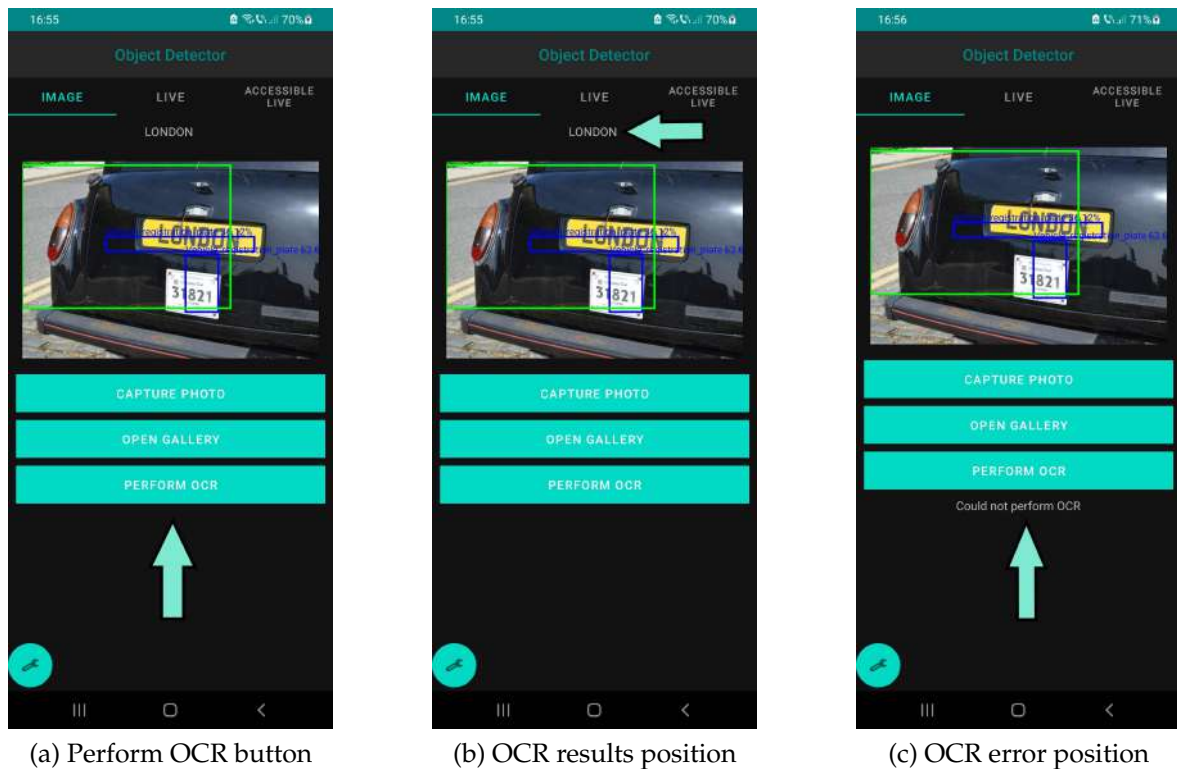 16:55 70%
Object Detector
IMAGE LIVE ACCESSIBLE LIVE
LONDON
LONDON
31821
CAPTURE PHOTO
OPEN GALLERY
PERFORM OCR
(a) Perform OCR button
16:55 70%
Object Detector
IMAGE LIVE ACCESSIBLE LIVE
LONDON
LONDON
31821
CAPTURE PHOTO
OPEN GALLERY
PERFORM OCR
(b) OCR results position
16:56 71%
Object Detector
IMAGE LIVE ACCESSIBLE LIVE
LONDON
31821
CAPTURE PHOTO
OPEN GALLERY
PERFORM OCR
Could not perform OCR
(c) OCR error position